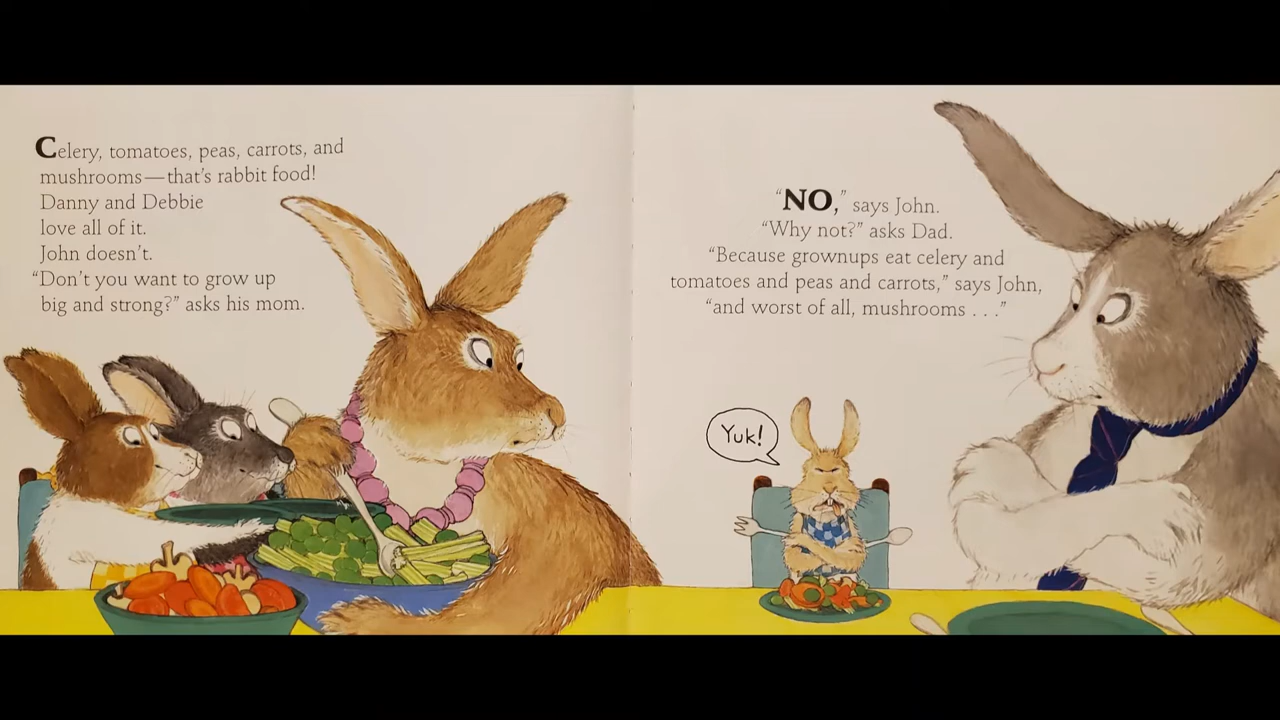 Celery, tomatoes, peas, carrots, and
mushrooms—that's rabbit food!
Danny and Debbie
love all of it.
John doesn't.
"Don't you want to grow up
big and strong?" asks his mom.
"NO," says John.
"Why not?" asks Dad.
"Because grownups eat celery and
tomatoes and peas and carrots," says John,
"and worst of all, mushrooms . . ."
Yuk!